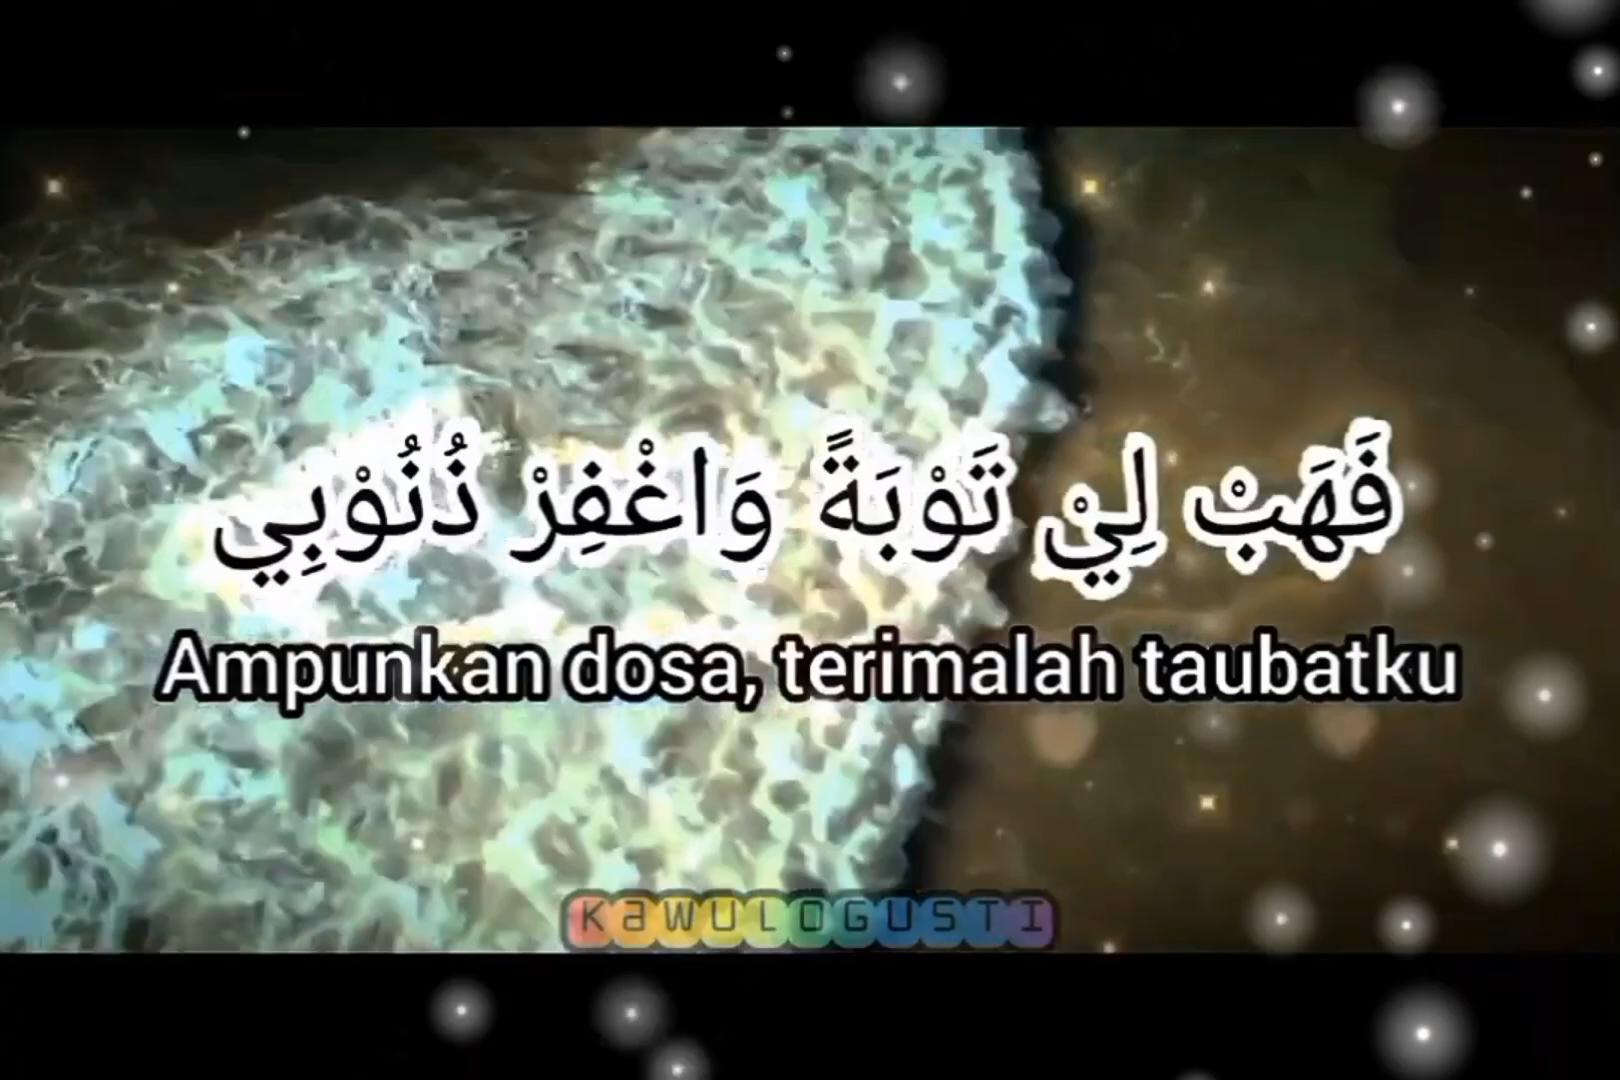 فَهَبْ لِيْ تَوْبَةً وَاغْفِرْ ذُنُوْبِي
Ampunkan dosa, terimalah taubatku
KaWULOGUSTI